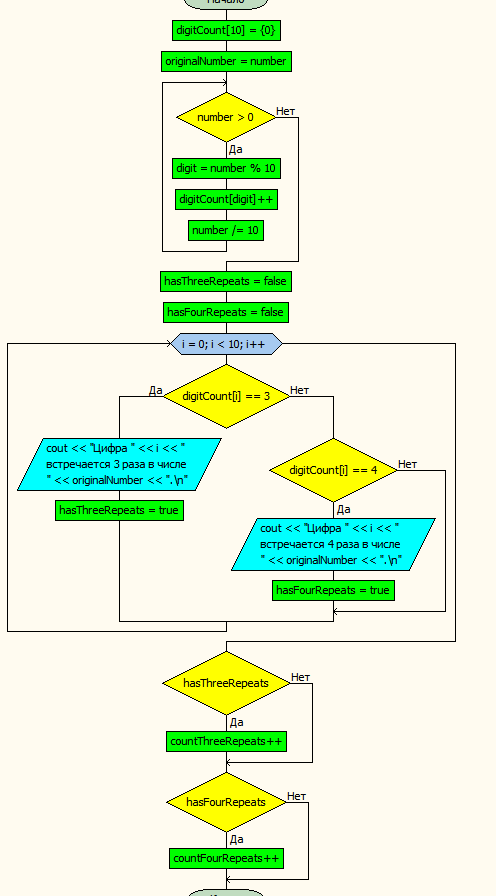 Начало
digitCount[10] = {0}
originalNumber = number
number > 0
Нет
Да
digit = number % 10
digitCount[digit]++
number /= 10
hasThreeRepeats = false
hasFourRepeats = false
i = 0; i < 10; i++
Да
digitCount[i] == 3
Нет
cout << "Цифра " << i << "
встречается 3 раза в числе
" << originalNumber << ".\n"
hasThreeRepeats = true
digitCount[i] == 4
Нет
Да
cout << "Цифра " << i << "
встречается 4 раза в числе
" << originalNumber << ".\n"
hasFourRepeats = true
hasThreeRepeats
Нет
Да
countThreeRepeats++
hasFourRepeats
Нет
Да
countFourRepeats++